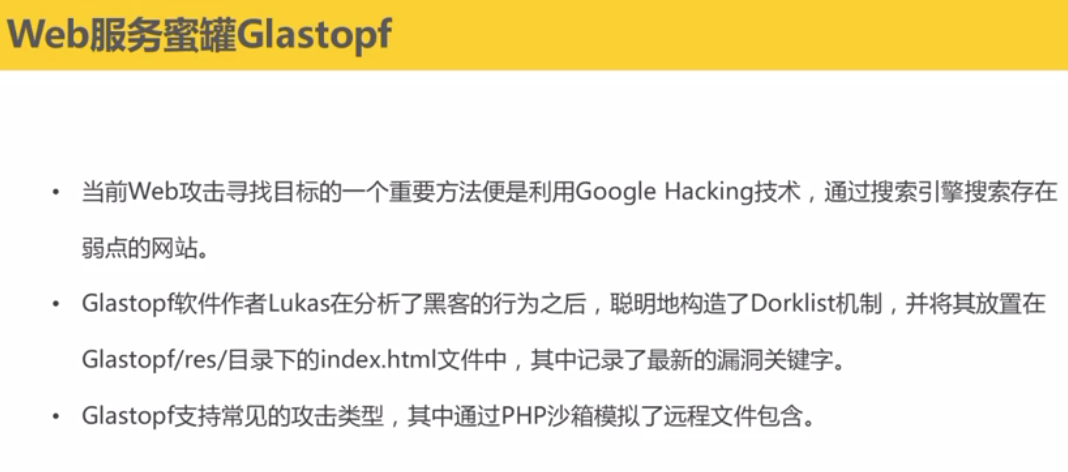 Web服务蜜罐Glastopf
• 当前Web攻击寻找目标的一个重要方法便是利用Google Hacking技术，通过搜索引擎搜索存在
弱点的网站。
• Glastopf软件作者Lukas在分析了黑客的行为之后，聪明地构造了Dorklist机制，并将其放置在
Glastopf/res/目录下的index.html文件中，其中记录了最新的漏洞关键字。
• Glastopf支持常见的攻击类型，其中通过PHP沙箱模拟了远程文件包含。